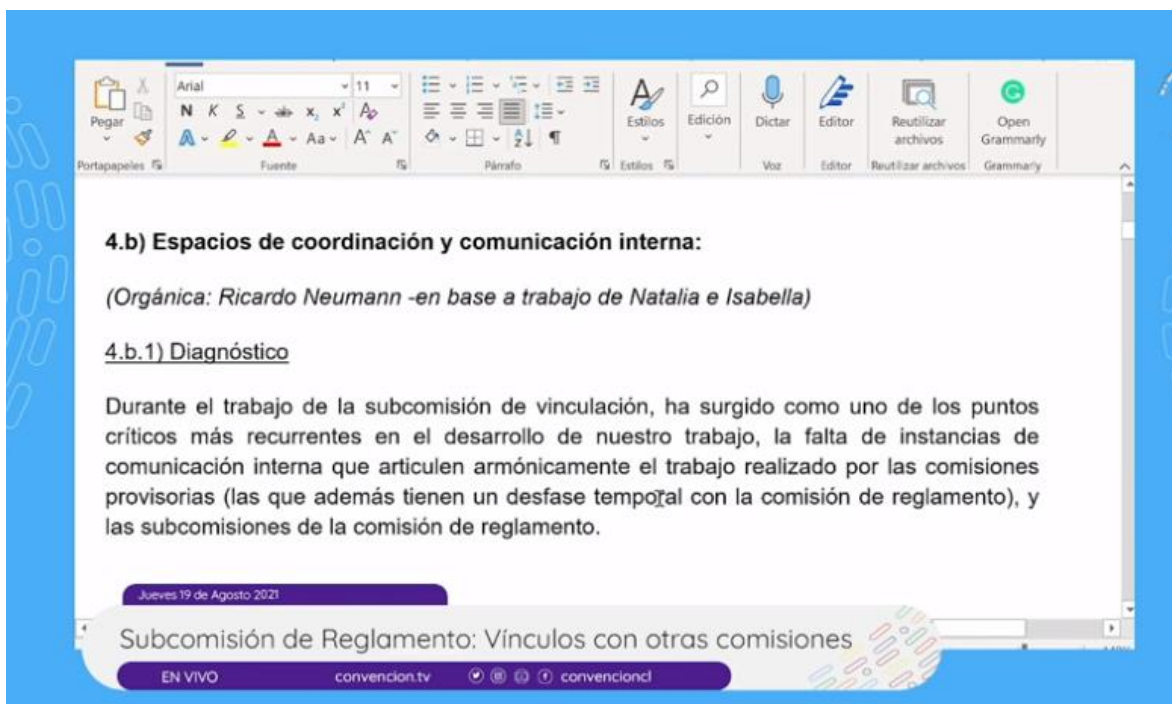 Arial 11
N K S ab x₂ x² A
Pegar
Estilos Edición Dictar Editor Reutilizar archivos Open Grammarly
A A Aa A^ A˅
Portapapeles Fuente Párrafo Estilos Voz Editor Reutilizar archivos Grammarly
4.b) Espacios de coordinación y comunicación interna:
(Orgánica: Ricardo Neumann -en base a trabajo de Natalia e Isabella)
4.b.1) Diagnóstico
Durante el trabajo de la subcomisión de vinculación, ha surgido como uno de los puntos
críticos más recurrentes en el desarrollo de nuestro trabajo, la falta de instancias de
comunicación interna que articulen armónicamente el trabajo realizado por las comisiones
provisorias (las que además tienen un desfase temporal con la comisión de reglamento), y
las subcomisiones de la comisión de reglamento.
Jueves 19 de Agosto 2021
Subcomisión de Reglamento: Vínculos con otras comisiones
EN VIVO convencion.tv convencioncl